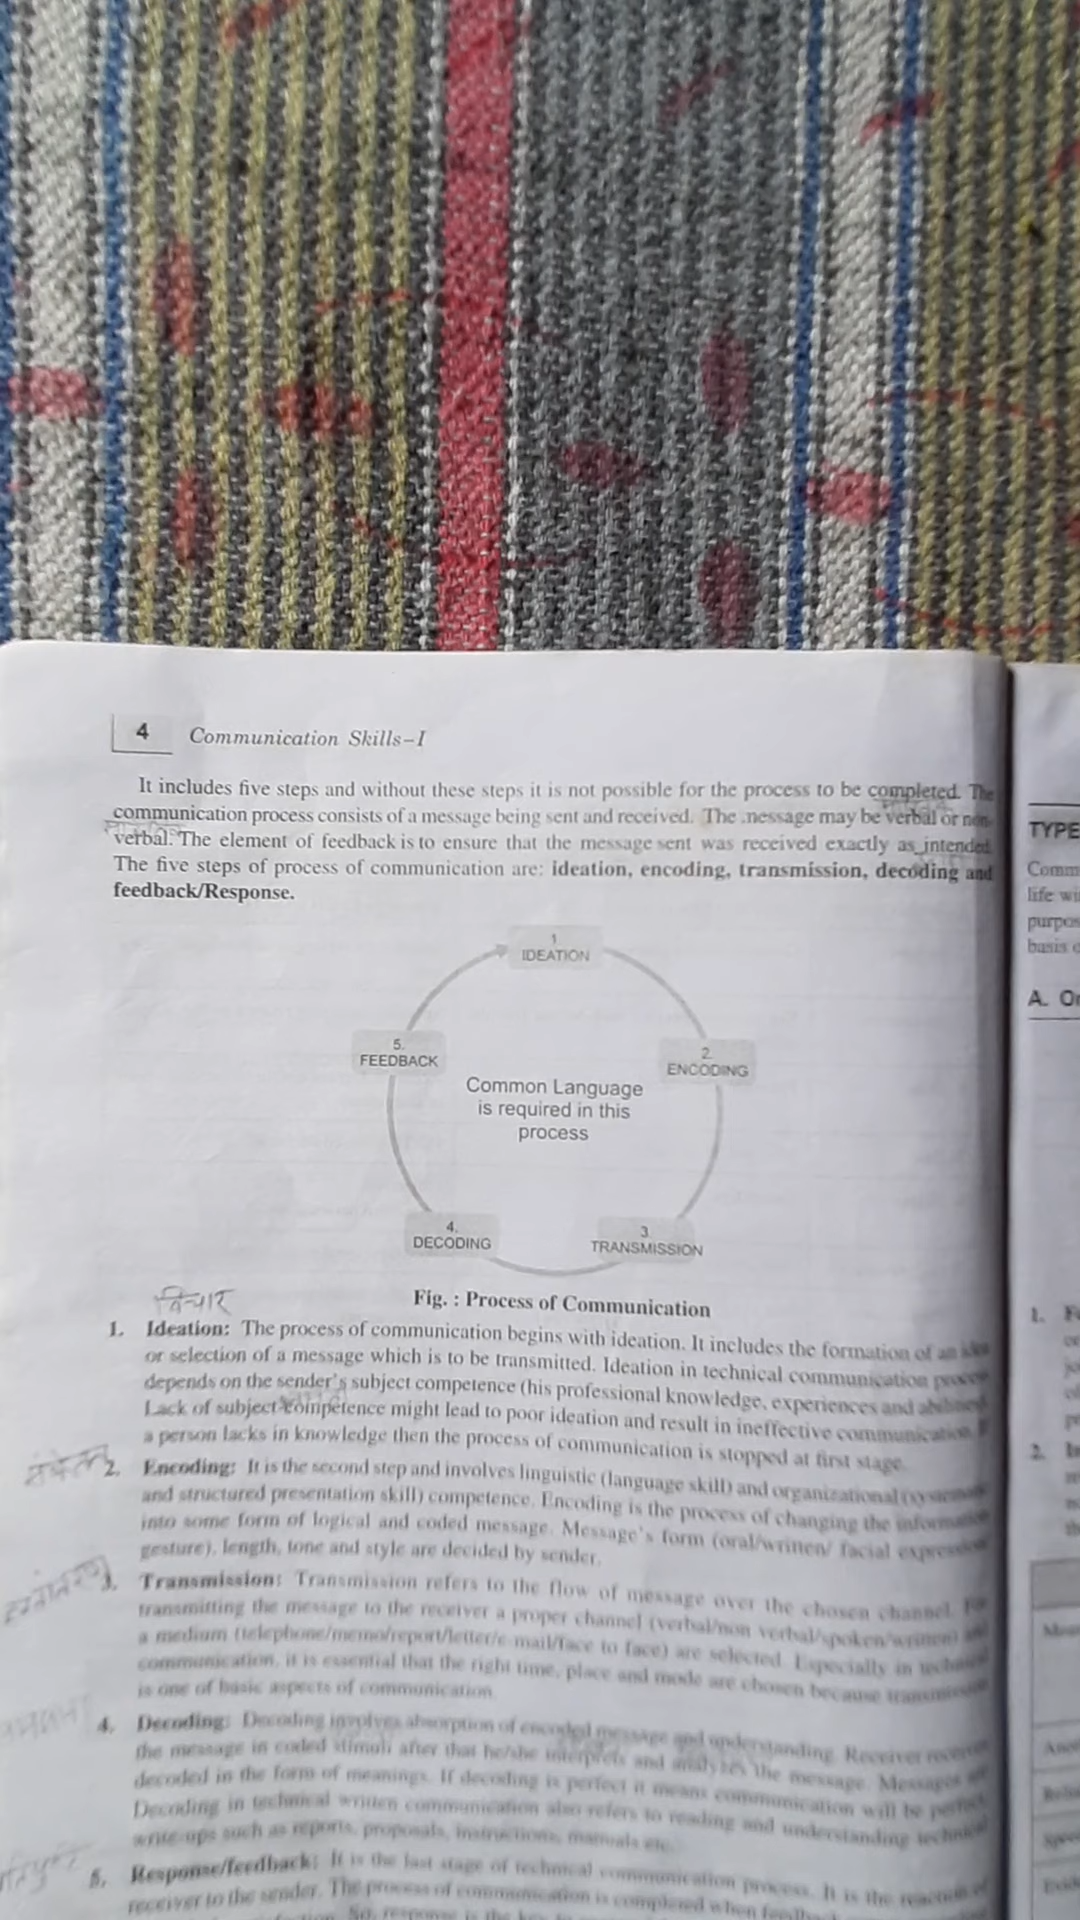 4 Communication Skills–I
It includes five steps and without these steps it is not possible for the process to be completed. The
communication process consists of a message being sent and received. The message may be verbal or non-
verbal. The element of feedback is to ensure that the message sent was received exactly as intended.
The five steps of process of communication are: ideation, encoding, transmission, decoding and
feedback/Response.
1
IDEATION
2.
ENCODING
3
TRANSMISSION
4.
DECODING
5.
FEEDBACK
Common Language
is required in this
process
Fig. : Process of Communication
विचार
1. Ideation: The process of communication begins with ideation. It includes the formation of an idea
or selection of a message which is to be transmitted. Ideation in technical communication process
depends on the sender's subject competence (his professional knowledge, experiences and abilities).
Lack of subject competence might lead to poor ideation and result in ineffective communication. If
a person lacks in knowledge then the process of communication is stopped at first stage.
2. Encoding: It is the second step and involves linguistic (language skill) and organizational (systematic
and structured presentation skill) competence. Encoding is the process of changing the information
into some form of logical and coded message. Message's form (oral/written/ facial expression
gesture), length, tone and style are decided by sender.
3. Transmission: Transmission refers to the flow of message over the chosen channel. For
transmitting the message to the receiver a proper channel (verbal/non verbal/spoken/written) and
a medium (telephone/memo/report/letter/e-mail/face to face) are selected. Especially in technical
communication, it is essential that the right time, place and mode are chosen because transmission
is one of basic aspects of communication.
4. Decoding: Decoding involves absorption of encoded message and understanding. Receiver receives
the message in coded stimuli after that he/she interprets and analyzes the message. Messages are
decoded in the form of meanings. If decoding is perfect it means communication will be perfect.
Decoding in technical written communication also refers to reading and understanding technical
write-ups such as reports, proposals, instructions, manuals etc.
5. Response/feedback: It is the last stage of technical communication process. It is the reaction of
receiver to the sender. The process of communication is completed when feedback
So, response is the key
TYPE
life
basis
A.
1.
2.